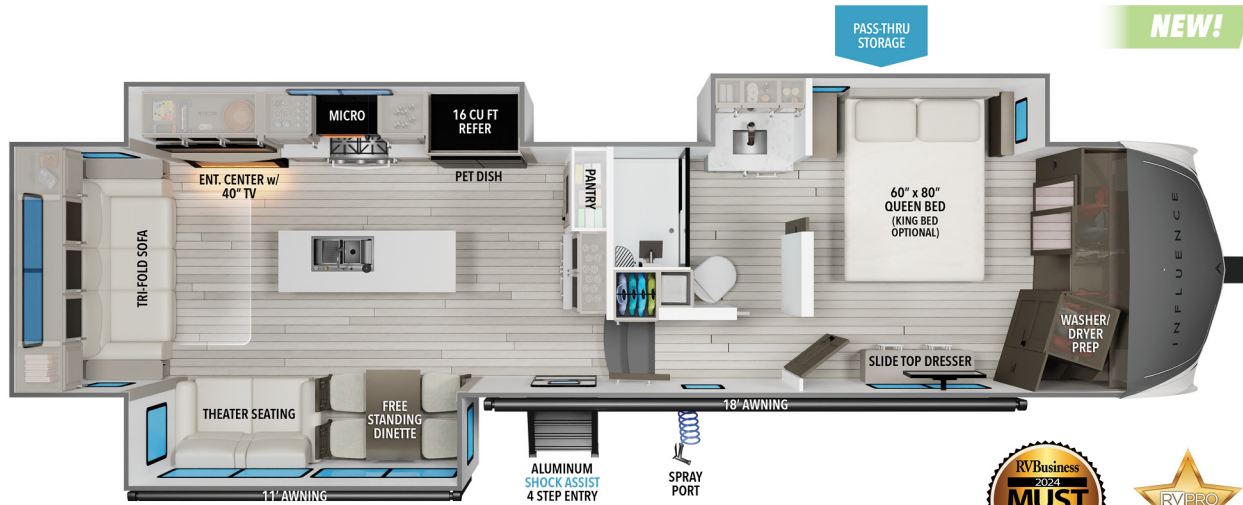 PASS-THRU
STORAGE
NEW!
MICRO
16 CU FT
REFER
ENT. CENTER w/
40" TV
PET DISH
PANTRY
60" x 80"
QUEEN BED
(KING BED
OPTIONAL)
TRI-FOLD SOFA
INFLUENCE
WASHER/
DRYER
PREP
SLIDE TOP DRESSER
THEATER SEATING
FREE
STANDING
DINETTE
18' AWNING
11' AWNING
ALUMINUM
SHOCK ASSIST
4 STEP ENTRY
SPRAY
PORT
RVBusiness
2024
MUST
RVPRO